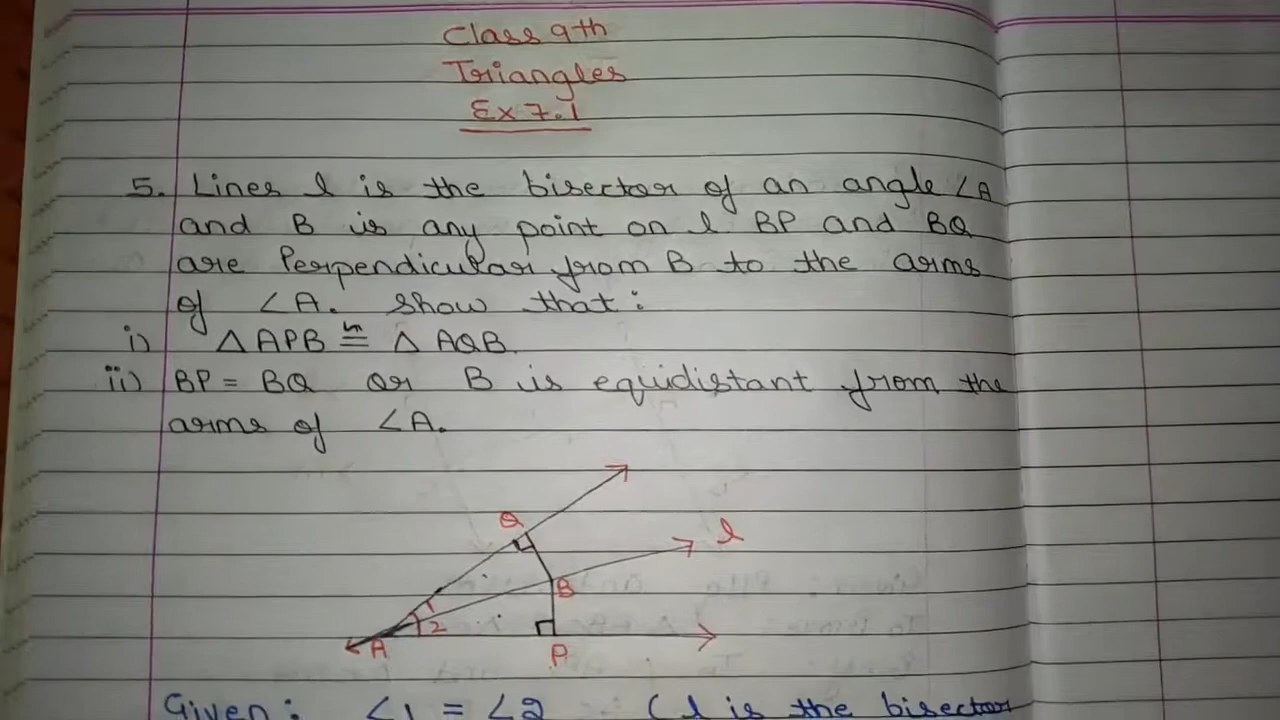 Class 9th
Triangles
Ex 7.1
5. Lines l is the bisector of an angle ∠A
and B is any point on l BP and BQ
are Perpendicular from B to the arms
of ∠A. show that:
i) △APB ≅ △AQB.
ii) BP = BQ or B is equidistant from the
arms of ∠A.
Q
l
1
B
2
A
P
Given: ∠1 = ∠2 (l is the bisector